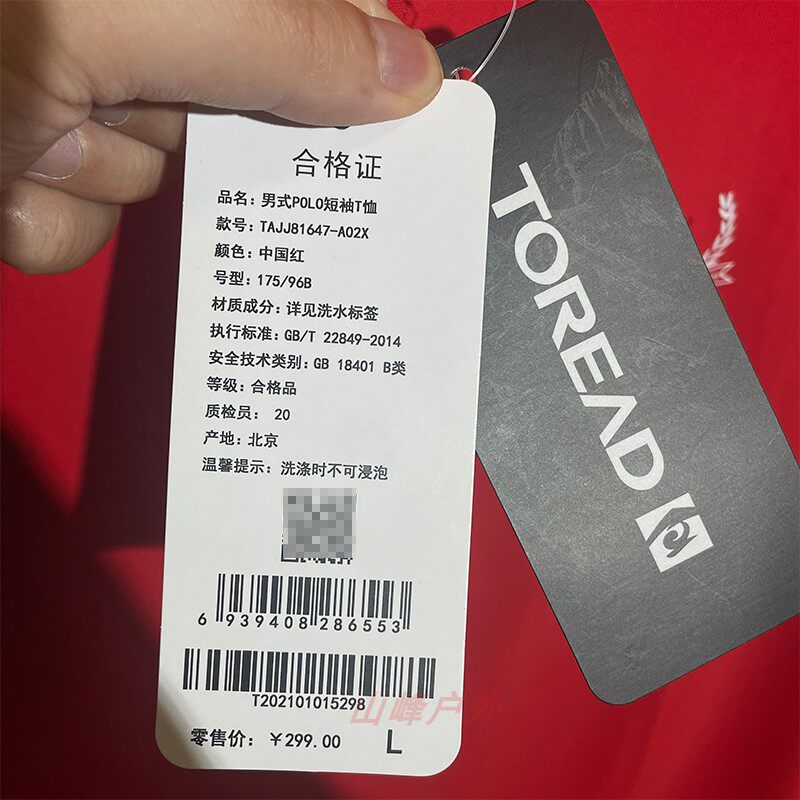 合格证
品名: 男式POLO短袖T恤
款号: TAJJ81647-A02X
颜色: 中国红
号型: 175/96B
材质成分: 详见洗水标签
执行标准: GB/T 22849-2014
安全技术类别: GB 18401 B类
等级: 合格品
质检员: 20
产地: 北京
温馨提示: 洗涤时不可浸泡
6 939408 286553
T202101015298
山峰户外
零售价: ￥299.00 L
TOREAD